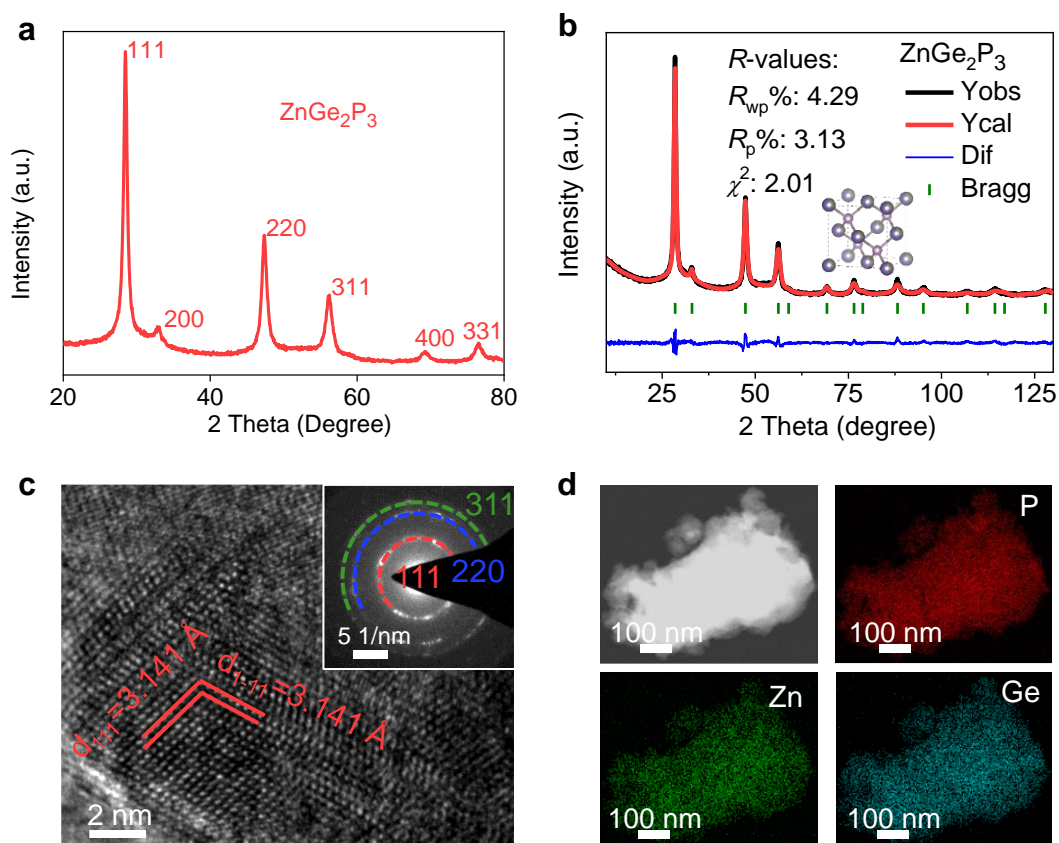 a
111
ZnGe2P3
220
311
200
400
331
Intensity (a.u.)
20
40
60
80
2 Theta (Degree)
b
R-values:
Rwp%: 4.29
Rp%: 3.13
χ2: 2.01
ZnGe2P3
Yobs
Ycal
Dif
Bragg
Intensity (a.u.)
25
50
75
100
125
2 Theta (degree)
c
311
220
111
5 1/nm
d111=3.141 Å
d1-11=3.141 Å
2 nm
d
100 nm
P
100 nm
Zn
100 nm
Ge
100 nm